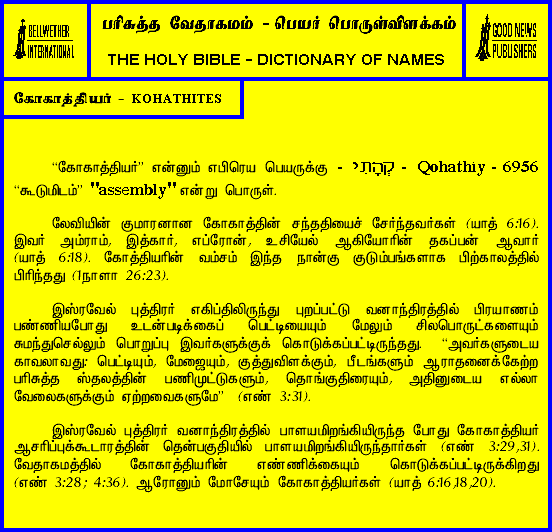 BELLWETHER
INTERNATIONAL
பரிசுத்த வேதாகமம் - பெயர் பொருள்விளக்கம்
THE HOLY BIBLE - DICTIONARY OF NAMES
GOOD NEWS
PUBLISHERS
கோகாத்தியர் - KOHATHITES
“கோகாத்தியர்” என்னும் எபிரெய பெயருக்கு - קְהָתִי - Qohathiy - 6956
“கூடுமிடம்” "assembly" என்று பொருள்.
லேவியின் குமாரனான கோகாத்தின் சந்ததியைச் சேர்ந்தவர்கள் (யாத் 6:16).
இவர் அம்ராம், இத்கார், எப்ரோன், உசியேல் ஆகியோரின் தகப்பன் ஆவார்
(யாத் 6:18). கோத்தியரின் வம்சம் இந்த நான்கு குடும்பங்களாக பிற்காலத்தில்
பிரிந்தது (1நாளா 26:23).
இஸ்ரவேல் புத்திரர் எகிப்திலிருந்து புறப்பட்டு வனாந்திரத்தில் பிரயாணம்
பண்ணியபோது உடன்படிக்கைப் பெட்டியையும் மேலும் சிலபொருட்களையும்
சுமந்துசெல்லும் பொறுப்பு இவர்களுக்குக் கொடுக்கப்பட்டிருந்தது. “அவர்களுடைய
காவலாவது: பெட்டியும், மேஜையும், குத்துவிளக்கும், பீடங்களும் ஆராதனைக்கேற்ற
பரிசுத்த ஸ்தலத்தின் பணிமுட்டுகளும், தொங்குதிரையும், அதினுடைய எல்லா
வேலைகளுக்கும் ஏற்றவைகளுமே” (எண் 3:31).
இஸ்ரவேல் புத்திரர் வனாந்திரத்தில் பாளயமிறங்கியிருந்த போது கோகாத்தியர்
ஆசரிப்புக்கூடாரத்தின் தென்பகுதியில் பாளயமிறங்கியிருந்தார்கள் (எண் 3:29,31).
வேதாகமத்தில் கோகாத்தியரின் எண்ணிக்கையும் கொடுக்கப்பட்டிருக்கிறது
(எண் 3:28; 4:36). ஆரோனும் மோசேயும் கோகாத்தியர்கள் (யாத் 6:16,18,20).